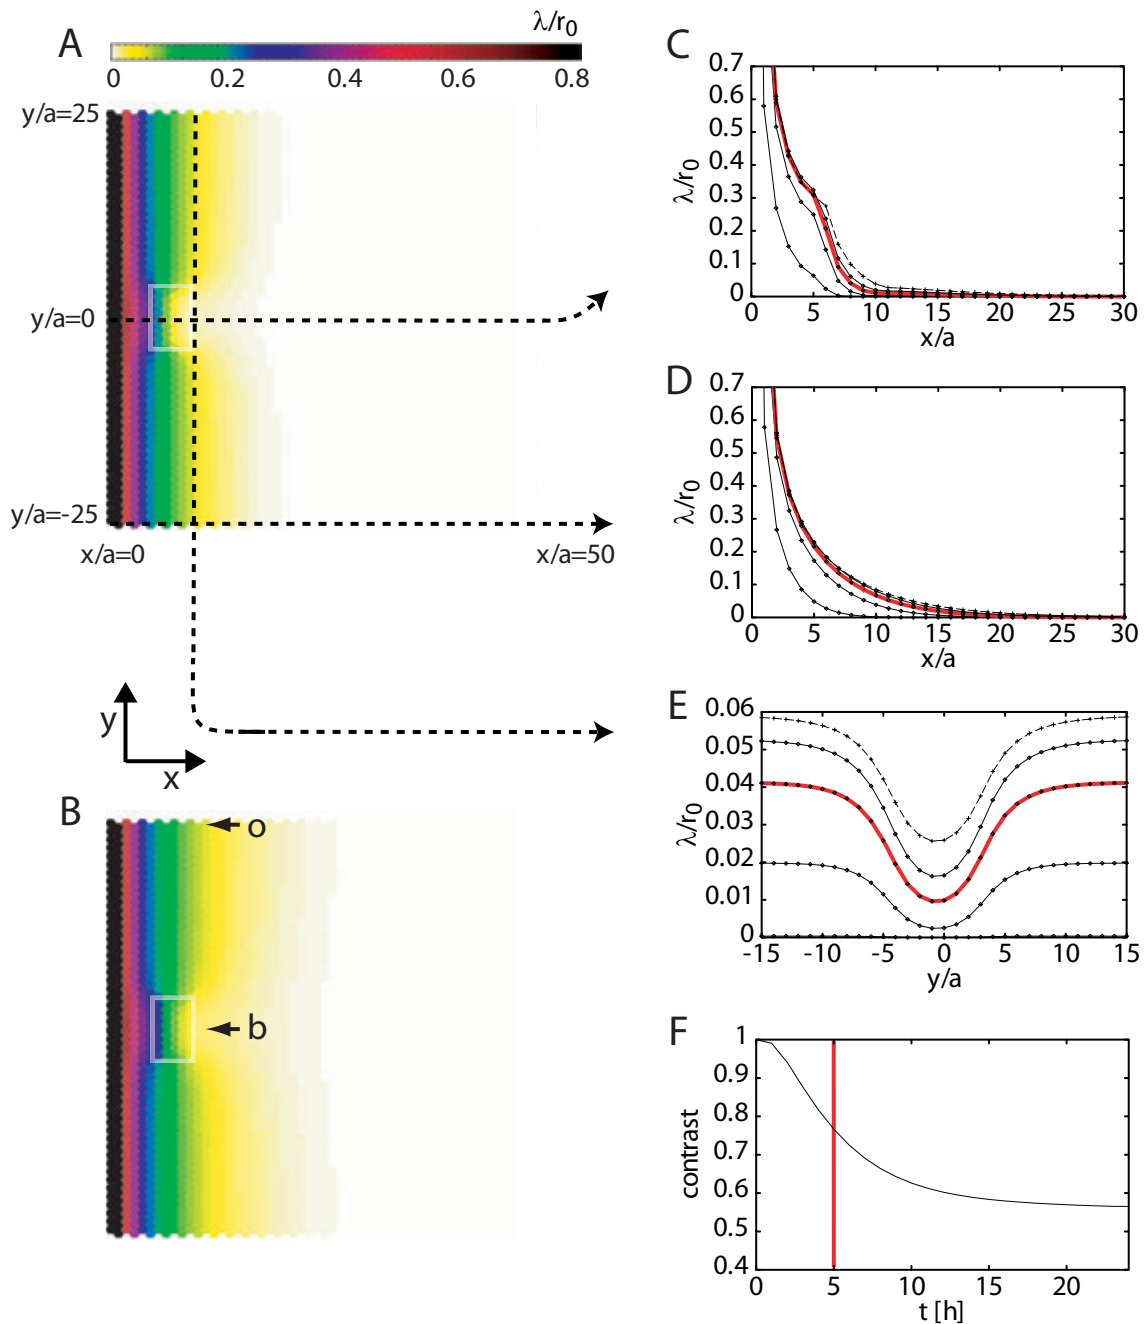 A
λ/r0
0 0.2 0.4 0.6 0.8
y/a=25
y/a=0
y/a=-25
x/a=0 x/a=50
y
x
B
o
b
C
λ/r0
0.7
0.6
0.5
0.4
0.3
0.2
0.1
0
0 5 10 15 20 25 30
x/a
D
λ/r0
0.7
0.6
0.5
0.4
0.3
0.2
0.1
0
0 5 10 15 20 25 30
x/a
E
λ/r0
0.06
0.05
0.04
0.03
0.02
0.01
0
-15 -10 -5 0 5 10 15
y/a
F
contrast
1
0.9
0.8
0.7
0.6
0.5
0.4
0 5 10 15 20
t [h]